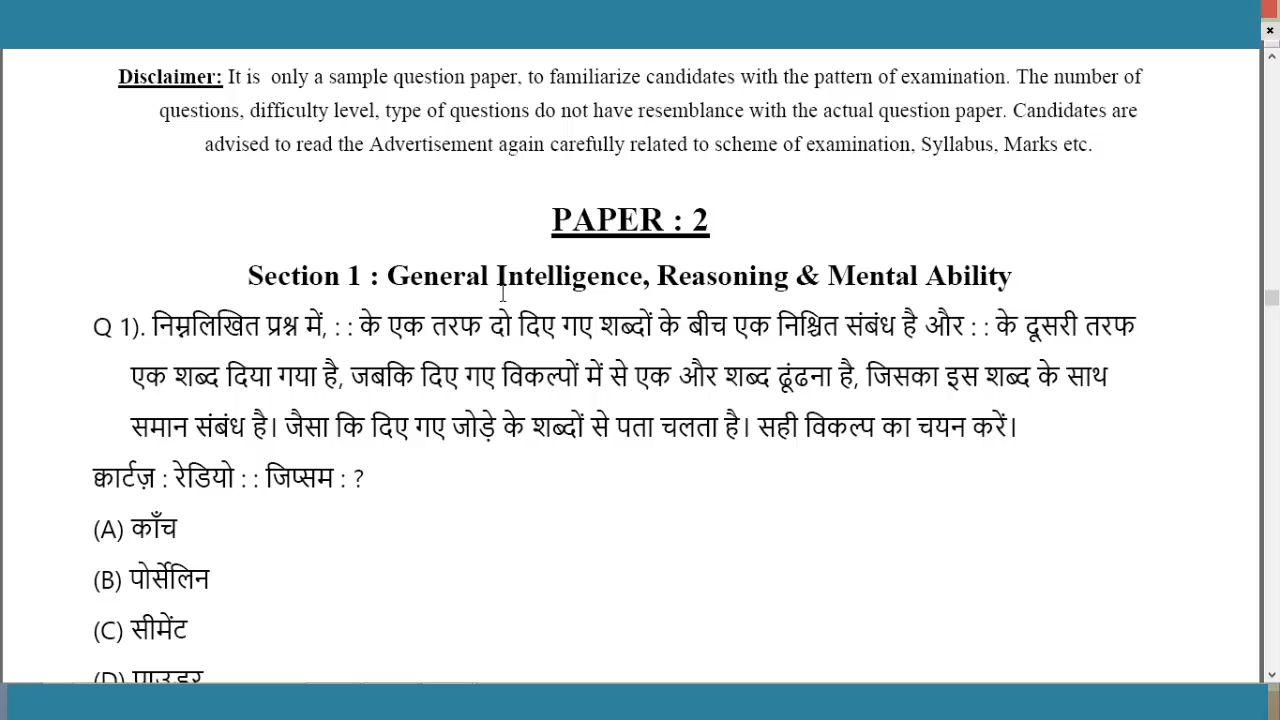 Disclaimer: It is only a sample question paper, to familiarize candidates with the pattern of examination. The number of
questions, difficulty level, type of questions do not have resemblance with the actual question paper. Candidates are
advised to read the Advertisement again carefully related to scheme of examination, Syllabus, Marks etc.
PAPER : 2
Section 1 : General Intelligence, Reasoning & Mental Ability
Q 1). निम्नलिखित प्रश्न में, : : के एक तरफ दो दिए गए शब्दों के बीच एक निश्चित संबंध है और : : के दूसरी तरफ
एक शब्द दिया गया है, जबकि दिए गए विकल्पों में से एक और शब्द ढूंढना है, जिसका इस शब्द के साथ
समान संबंध है। जैसा कि दिए गए जोड़े के शब्दों से पता चलता है। सही विकल्प का चयन करें।
क्वार्टज़ : रेडियो : : जिप्सम : ?
(A) काँच
(B) पोर्सेलिन
(C) सीमेंट
(D) पाउडर